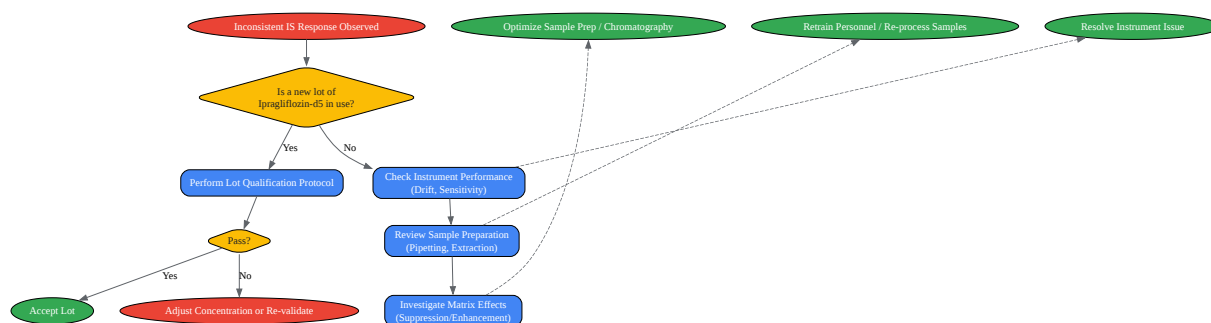 Inconsistent IS Response Observed
Optimize Sample Prep / Chromatography
Retrain Personnel / Re-process Samples
Resolve Instrument Issue
Is a new lot of
Ipragliflozin-d5 in use?
Yes
No
Perform Lot Qualification Protocol
Check Instrument Performance
(Drift, Sensitivity)
Review Sample Preparation
(Pipetting, Extraction)
Pass?
Yes
No
Accept Lot
Adjust Concentration or Re-validate
Investigate Matrix Effects
(Suppression/Enhancement)